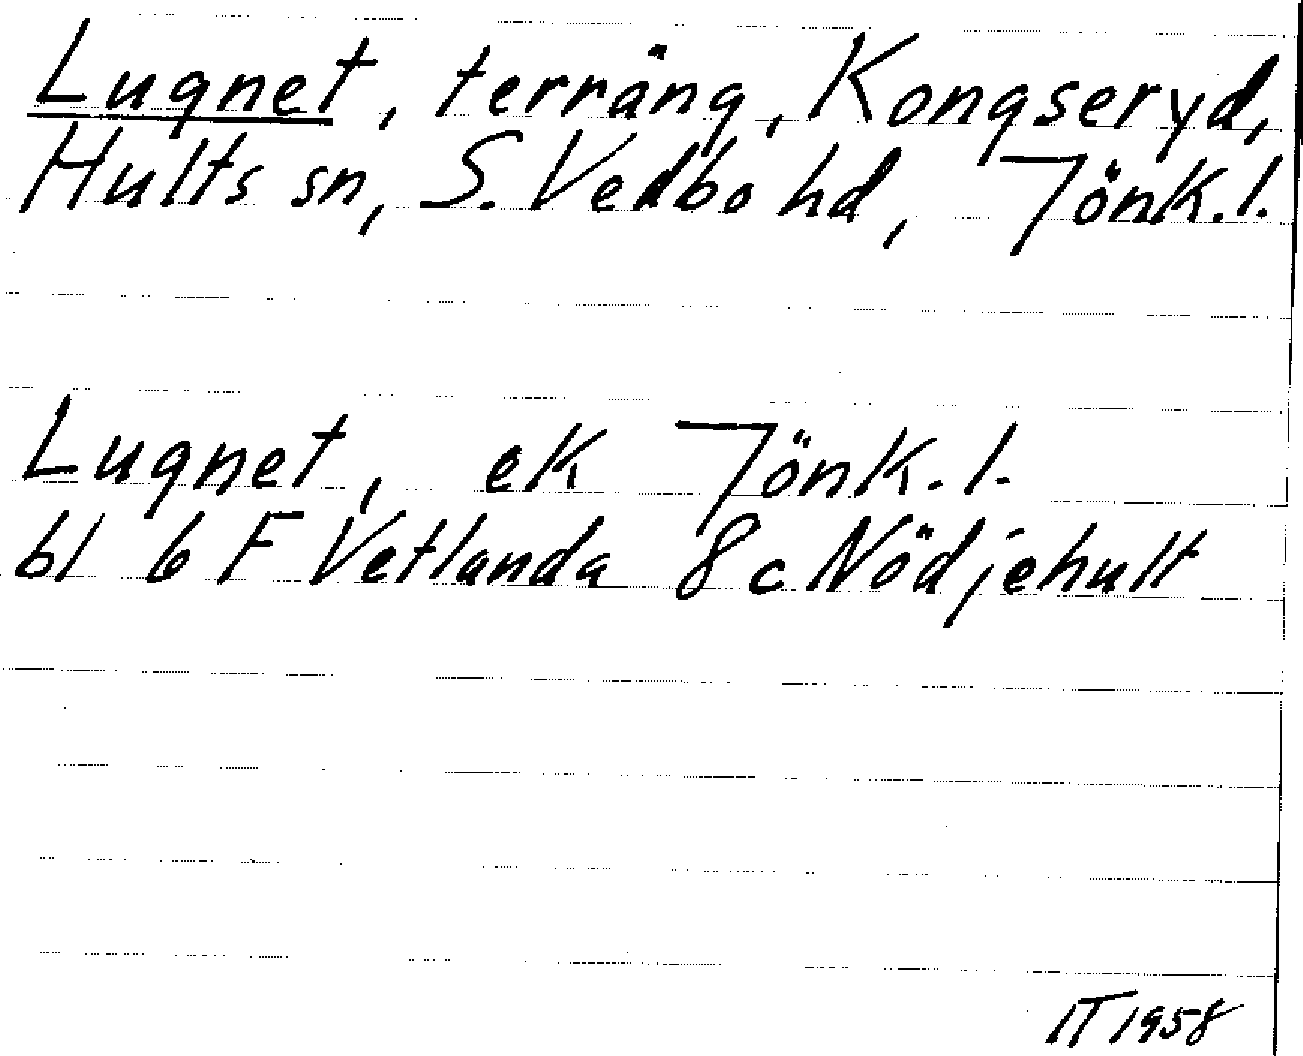 Lugnet, terräng, Kongseryd,
Hults sn, S. Vedbo hd, Jönk. l.
Lugnet, ek Jönk. l.
bl 6 F Vetlanda 8 c Nödjehult
IT 1958